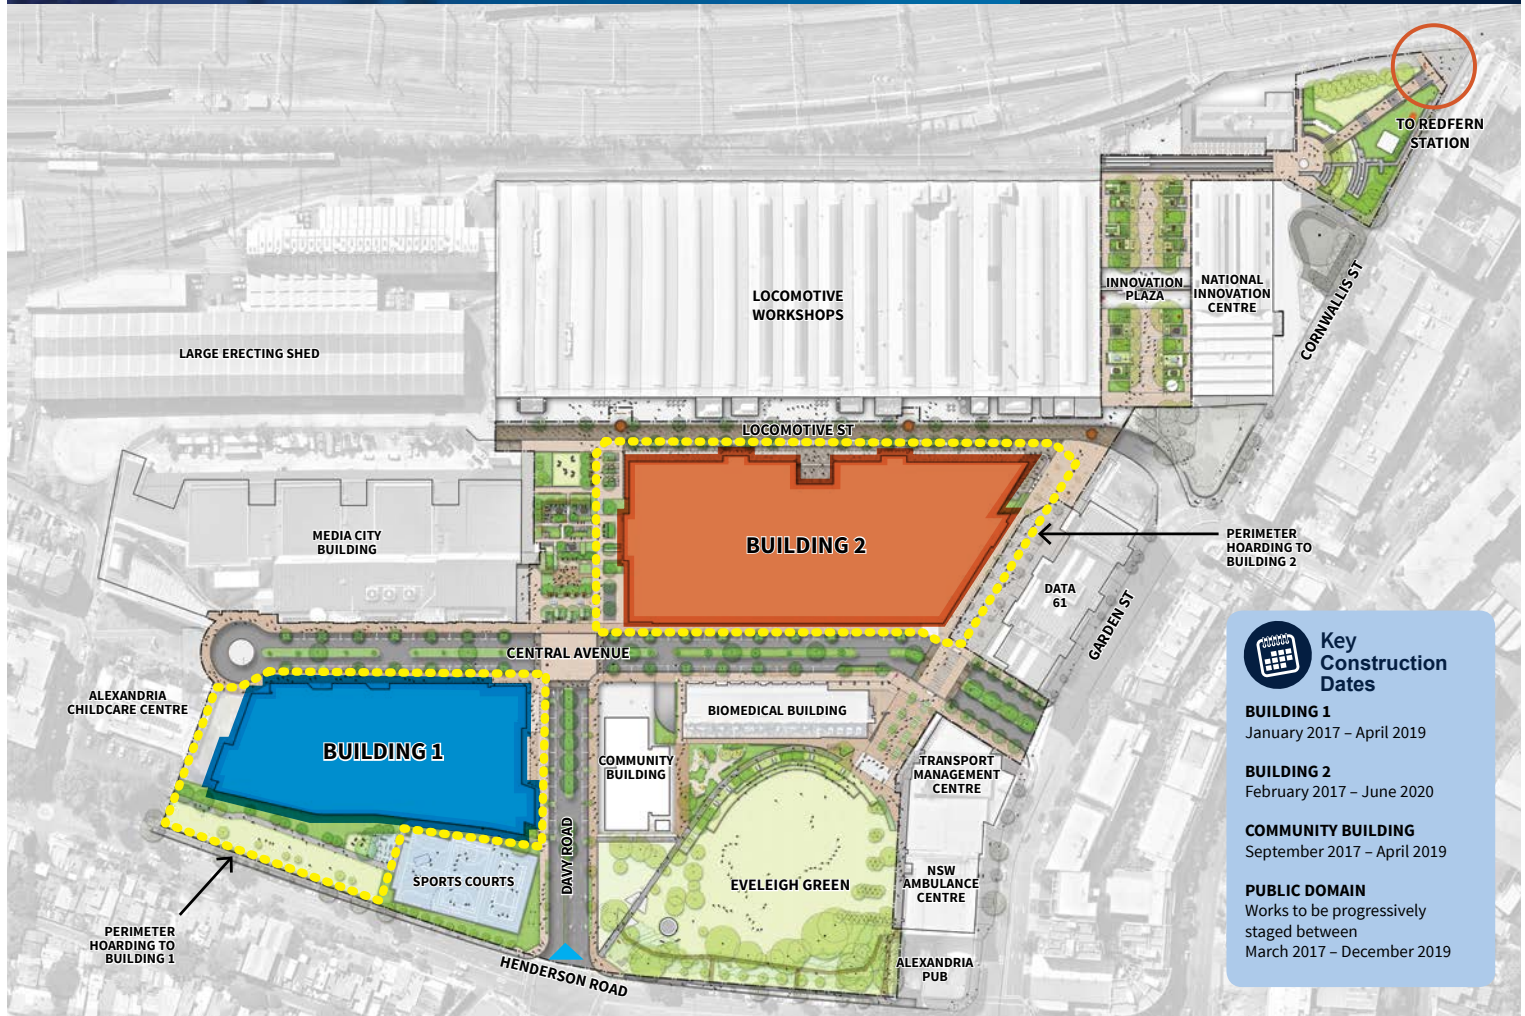 TO REDFERN
STATION
INNOVATION
PLAZA
NATIONAL
INNOVATION
CENTRE
LOCOMOTIVE
WORKSHOPS
CORNWALLIS ST
LARGE ERECTING SHED
LOCOMOTIVE ST
MEDIA CITY
BUILDING
BUILDING 2
PERIMETER
HOARDING TO
BUILDING 2
DATA
61
GARDEN ST
CENTRAL AVENUE
ALEXANDRIA
CHILDCARE CENTRE
BIOMEDICAL BUILDING
BUILDING 1
COMMUNITY
BUILDING
TRANSPORT
MANAGEMENT
CENTRE
DAVY ROAD
SPORTS COURTS
EVELEIGH GREEN
NSW
AMBULANCE
CENTRE
PERIMETER
HOARDING TO
BUILDING 1
HENDERSON ROAD
ALEXANDRIA
PUB
Key
Construction
Dates
BUILDING 1
January 2017 – April 2019
BUILDING 2
February 2017 – June 2020
COMMUNITY BUILDING
September 2017 – April 2019
PUBLIC DOMAIN
Works to be progressively
staged between
March 2017 – December 2019